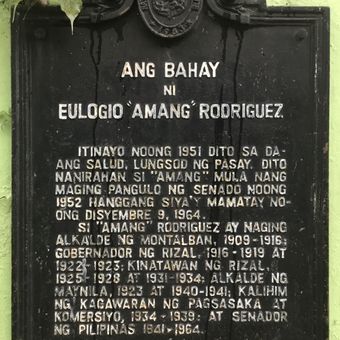 ANG BAHAY
NI
EULOGIO "AMANG" RODRIGUEZ
ITINAYO NOONG 1951 DITO SA DA-
ANG SALUD, LUNGSOD NG PASAY. DITO
NANIRAHAN SI "AMANG" MULA NANG
MAGING PANGULO NG SENADO NOONG
1952 HANGGANG SIYA'Y MAMATAY NO-
ONG DISYEMBRE 9, 1964.
SI "AMANG" RODRIGUEZ AY NAGING
ALKALDE NG MONTALBAN, 1909-1916;
GOBERNADOR NG RIZAL, 1916-1919 AT
1922-1923; KINATAWAN NG RIZAL,
1925-1928 AT 1931-1934; ALKALDE NG
MAYNILA, 1923 AT 1940-1941; KALIHIM
NG KAGAWARAN NG PAGSASAKA AT
KOMERSIYO, 1934-1939; AT SENADOR
NG PILIPINAS 1941-1964.